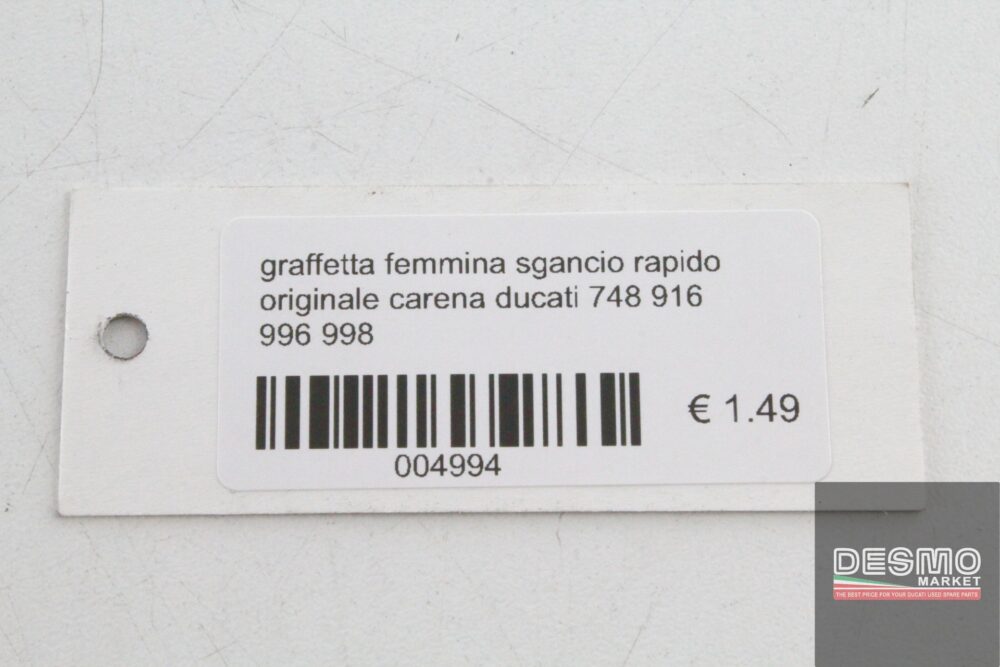 graffetta femmina sgancio rapido
originale carena ducati 748 916
996 998
€ 1.49
004994
DESMO
MARKET
THE BEST PRICE FOR YOUR DUCATI USED SPARE PARTS